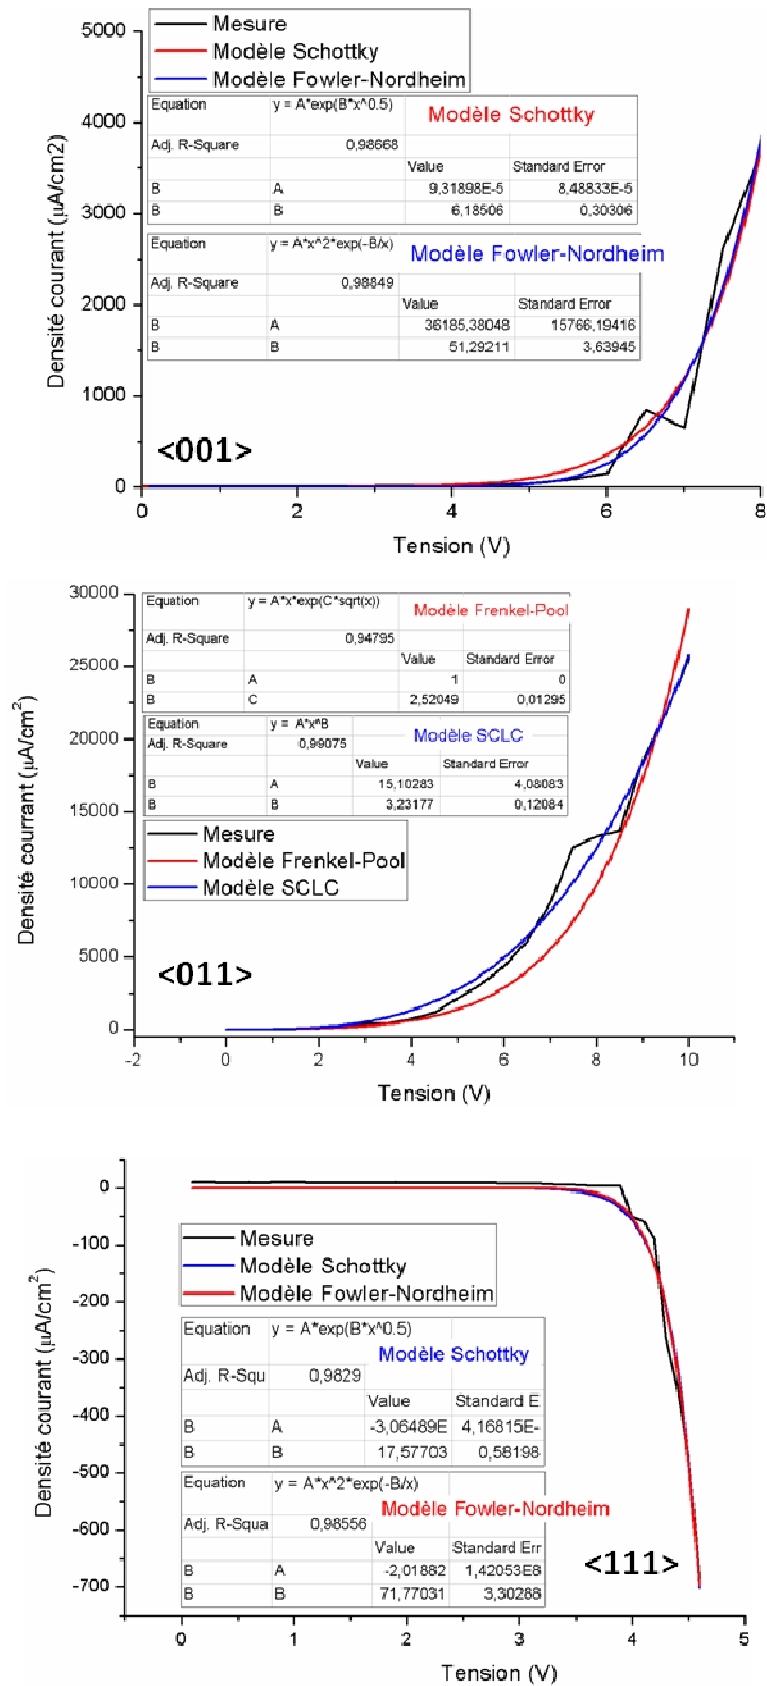 Mesure
Modèle Schottky
Modèle Fowler-Nordheim
Equation y = A*exp(B*x^0.5) Modèle Schottky
Adj. R-Square 0,98668
Value Standard Error
B A 9,31898E-5 8,48833E-5
B B 6,18506 0,30306
Equation y = A*x^2*exp(-B/x) Modèle Fowler-Nordheim
Adj. R-Square 0,98849
Value Standard Error
B A 36185,38048 15766,19416
B B 51,29211 3,63945
<001>
5000
4000
3000
2000
1000
0
Densité courant (µA/cm2)
0 2 4 6 8
Tension (V)
Equation y = A*x*exp(C*sqrt(x)) Modèle Frenkel-Pool
Adj. R-Square 0,94795
Value Standard Error
B A 1 0
B C 2,52049 0,01295
Equation y = A*x^B
Adj. R-Square 0,99075 Modèle SCLC
Value Standard Error
B A 15,10283 4,08083
B B 3,23177 0,12084
Mesure
Modèle Frenkel-Pool
Modèle SCLC
<011>
30000
25000
20000
15000
10000
5000
0
Densité courrant (µA/cm²)
-2 0 2 4 6 8 10
Tension (V)
Mesure
Modèle Schottky
Modèle Fowler-Nordheim
Equation y = A*exp(B*x^0.5)
Modèle Schottky
Adj. R-Squ 0,9829
Value Standard E.
B A -3,06489E 4,16815E-
B B 17,57703 0,58198
Equation y = A*x^2*exp(-B/x)
Modèle Fowler-Nordheim
Adj. R-Squa 0,98556
Value Standard Err
B A -2,01882 1,42053E8
B B 71,77031 3,30288
<111>
0
-100
-200
-300
-400
-500
-600
-700
Densité courant (µA/cm²)
0 1 2 3 4 5
Tension (V)